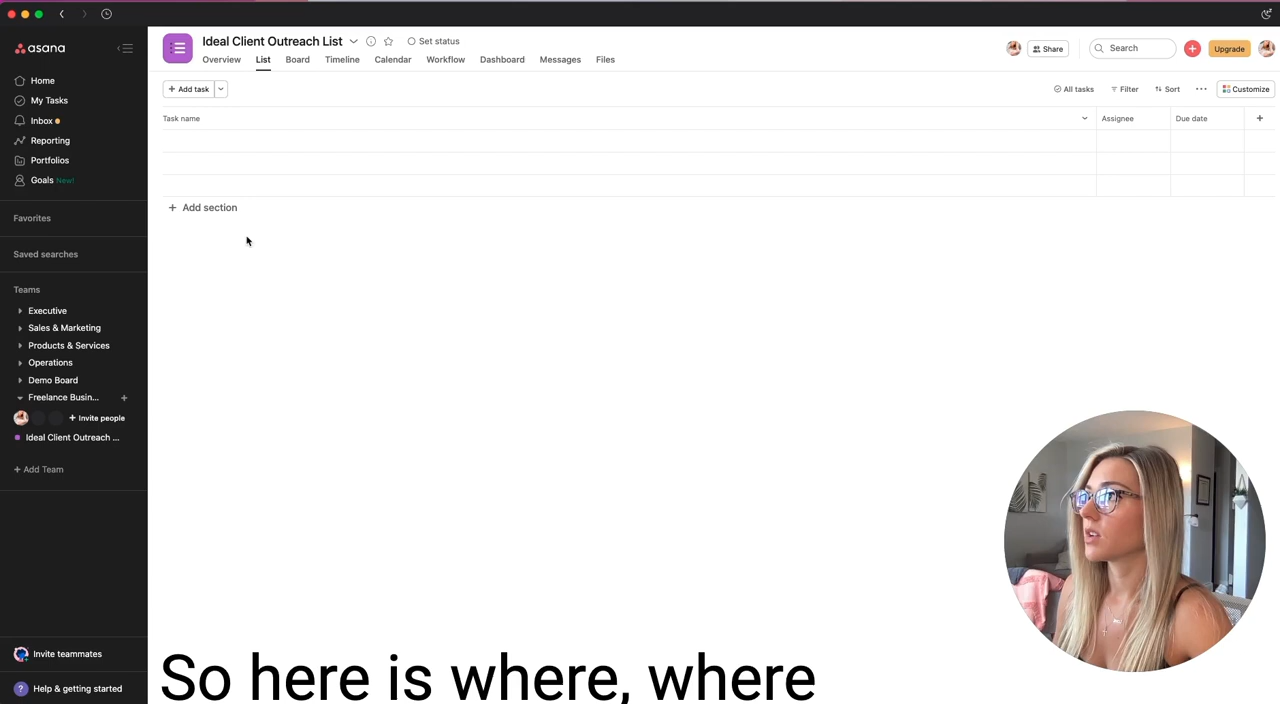 asana
Home
My Tasks
Inbox
Reporting
Portfolios
Goals New!
Favorites
Saved searches
Teams
Executive
Sales & Marketing
Products & Services
Operations
Demo Board
Freelance Busin... +
+ Invite people
Ideal Client Outreach ...
+ Add Team
Invite teammates
? Help & getting started
Ideal Client Outreach List
Set status
Overview List Board Timeline Calendar Workflow Dashboard Messages Files
Share
Search
+
Upgrade
+ Add task
All tasks Filter Sort ... Customize
Task name Assignee Due date +
+ Add section
So here is where, where